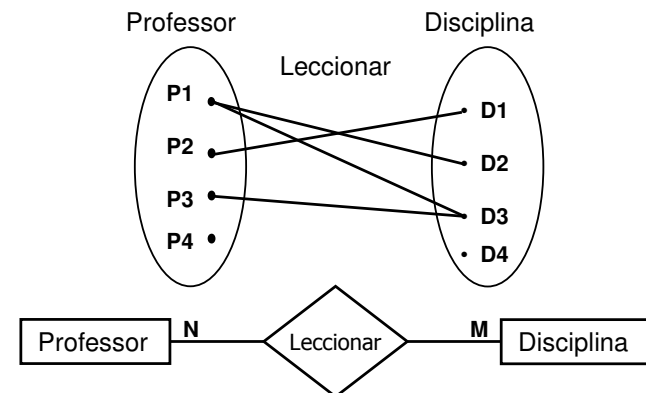 Professor Disciplina
Leccionar
P1
D1
P2
D2
P3
D3
P4
D4
N M
Professor Leccionar Disciplina